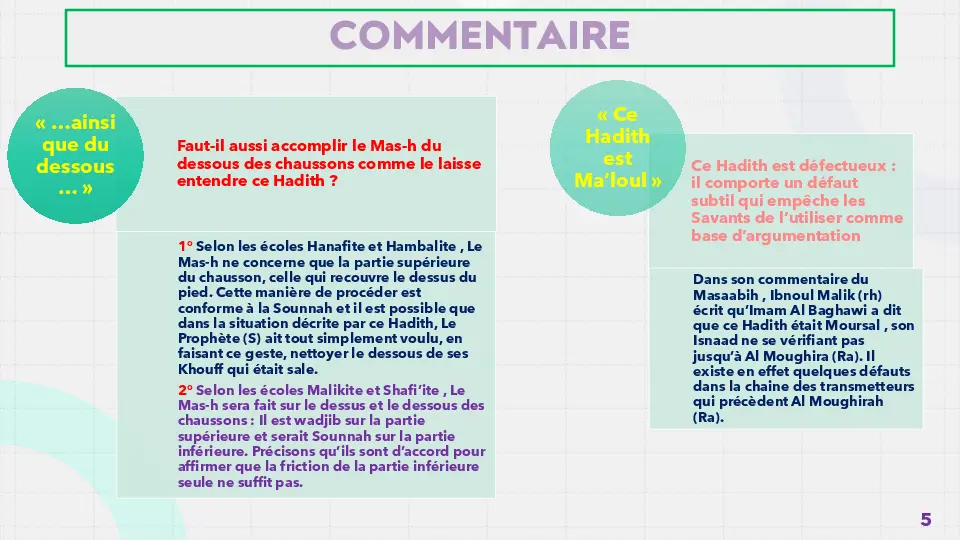 COMMENTAIRE
« ...ainsi
que du
dessous
... »
Faut-il aussi accomplir le Mas-h du
dessous des chaussons comme le laisse
entendre ce Hadith ?
1° Selon les écoles Hanafite et Hambalite , Le
Mas-h ne concerne que la partie supérieure
du chausson, celle qui recouvre le dessus du
pied. Cette manière de procéder est
conforme à la Sounnah et il est possible que
dans la situation décrite par ce Hadith, Le
Prophète (S) ait tout simplement voulu, en
faisant ce geste, nettoyer le dessous de ses
Khouff qui était sale.
2° Selon les écoles Malikite et Shafi’ite , Le
Mas-h sera fait sur le dessus et le dessous des
chaussons : Il est wadjib sur la partie
supérieure et serait Sounnah sur la partie
inférieure. Précisons qu’ils sont d’accord pour
affirmer que la friction de la partie inférieure
seule ne suffit pas.
« Ce
Hadith
est
Ma’loul »
Ce Hadith est défectueux :
il comporte un défaut
subtil qui empêche les
Savants de l’utiliser comme
base d’argumentation
Dans son commentaire du
Masaabih , Ibnoul Malik (rh)
écrit qu’Imam Al Baghawi a dit
que ce Hadith était Moursal , son
Isnaad ne se vérifiant pas
jusqu’à Al Moughira (Ra). Il
existe en effet quelques défauts
dans la chaine des transmetteurs
qui précèdent Al Moughirah
(Ra).
5